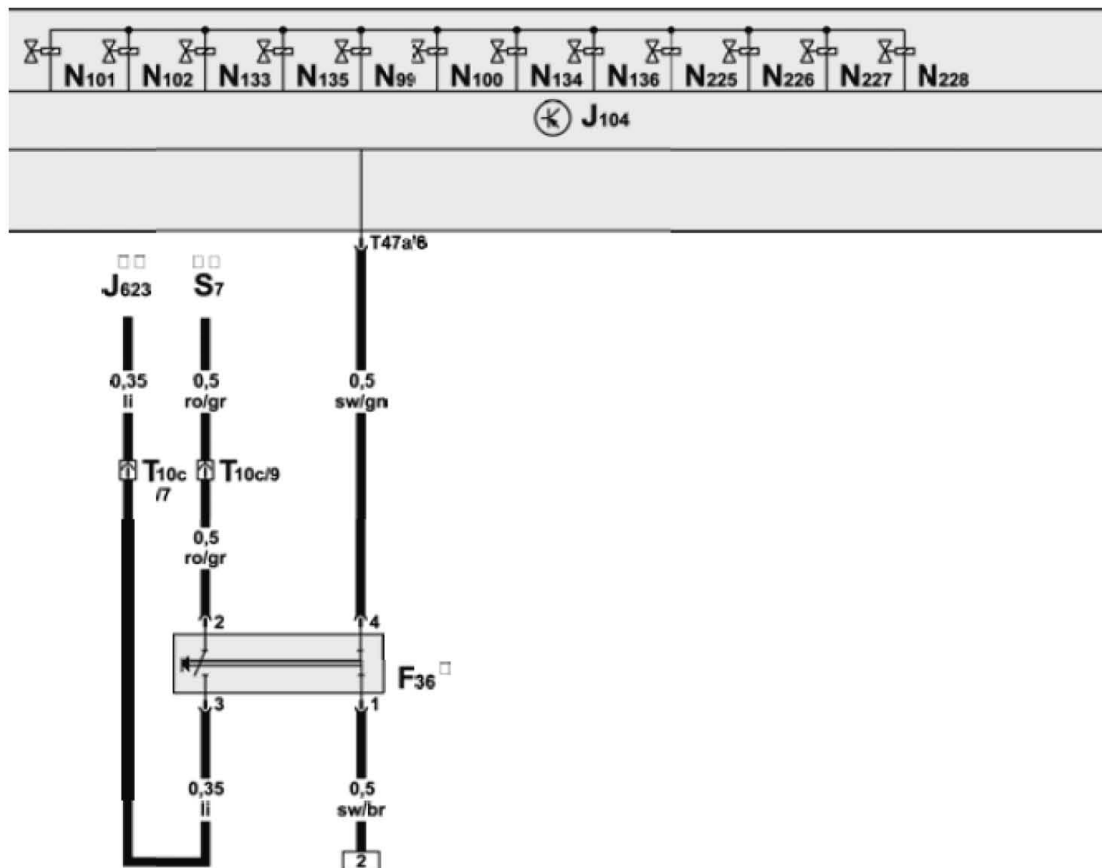 N101 N102 N133 N135 N99 N100 N134 N136 N225 N226 N227 N228
J104
T47a/6
J623 S7
0,35 0,5 0,5
li ro/gr sw/gn
T10c T10c/9
/7
0,5
ro/gr
2 4
F36
3 1
0,35 0,5
li sw/br
2